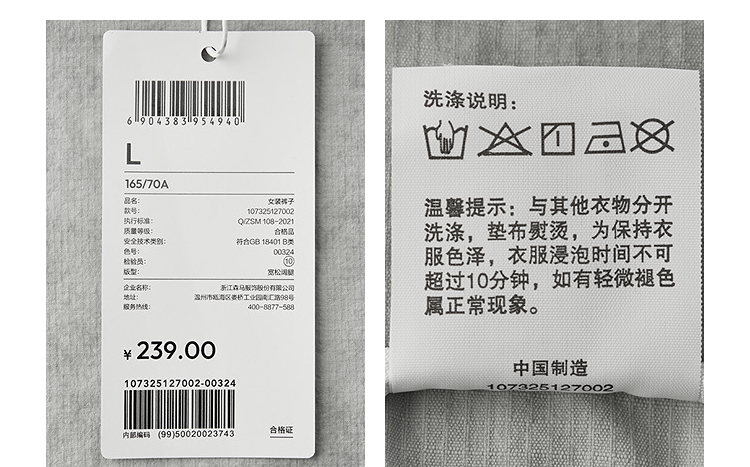 6 904383 954940
L
165/70A
品名: 女装裤子
款号: 107325127002
执行标准: Q/ZSM 108-2021
质量等级: 合格品
安全技术类别: 符合GB 18401 B类
色号: 00324
检验员: 10
版型: 宽松阔腿
企业名称: 浙江森马服饰股份有限公司
地址: 温州市瓯海区娄桥工业园南汇路98号
服务热线: 400-8877-588
¥ 239.00
107325127002-00324
内部编码 (99)50020023743
合格证
洗涤说明:
1
温馨提示: 与其他衣物分开
洗涤，垫布熨烫，为保持衣
服色泽，衣服浸泡时间不可
超过10分钟，如有轻微褪色
属正常现象。
中国制造
107325127002